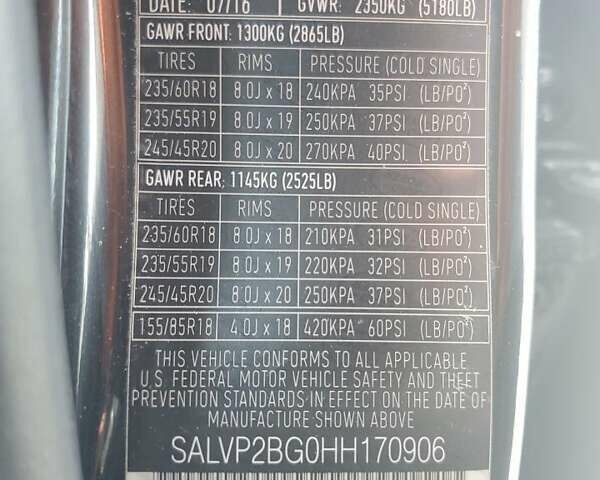 DATE: 07/16 GVWR: 2350KG (5180LB)
GAWR FRONT: 1300KG (2865LB)
TIRES RIMS PRESSURE (COLD SINGLE)
235/60R18 8.0J x 18 240KPA 35PSI (LB/PO²)
235/55R19 8.0J x 19 250KPA 37PSI (LB/PO²)
245/45R20 8.0J x 20 270KPA 40PSI (LB/PO²)
GAWR REAR: 1145KG (2525LB)
TIRES RIMS PRESSURE (COLD SINGLE)
235/60R18 8.0J x 18 210KPA 31PSI (LB/PO²)
235/55R19 8.0J x 19 220KPA 32PSI (LB/PO²)
245/45R20 8.0J x 20 250KPA 37PSI (LB/PO²)
155/85R18 4.0J x 18 420KPA 60PSI (LB/PO²)
THIS VEHICLE CONFORMS TO ALL APPLICABLE
U.S. FEDERAL MOTOR VEHICLE SAFETY AND THEFT
PREVENTION STANDARDS IN EFFECT ON THE DATE OF
MANUFACTURE SHOWN ABOVE
SALVP2BG0HH170906